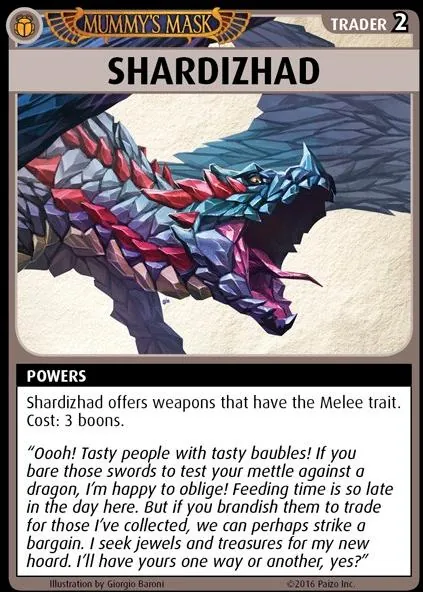 MUMMY'S MASK
TRADER 2
SHARDIZHAD
POWERS
Shardizhad offers weapons that have the Melee trait.
Cost: 3 boons.
“Oooh! Tasty people with tasty baubles! If you
bare those swords to test your mettle against a
dragon, I’m happy to oblige! Feeding time is so late
in the day here. But if you brandish them to trade
for those I’ve collected, we can perhaps strike a
bargain. I seek jewels and treasures for my new
hoard. I’ll have yours one way or another, yes?”
Illustration by Giorgio Baroni
©2016 Paizo Inc.